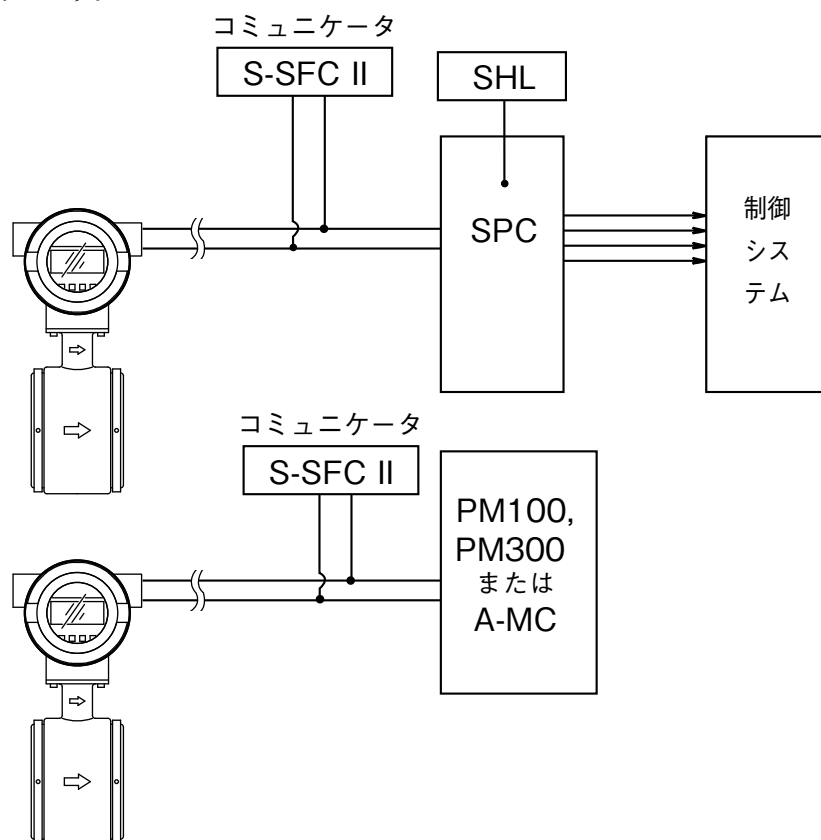 コミュニケータ
S-SFC II
SHL
SPC
制御
シス
テム
コミュニケータ
S-SFC II
PM100,
PM300
または
A-MC